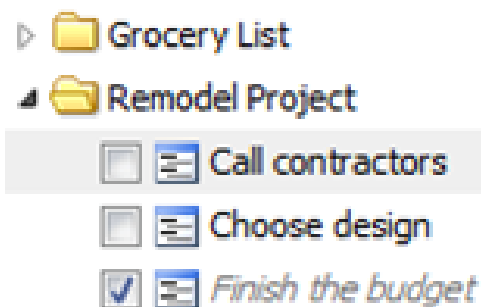 Grocery List
Remodel Project
Call contractors
Choose design
Finish the budget